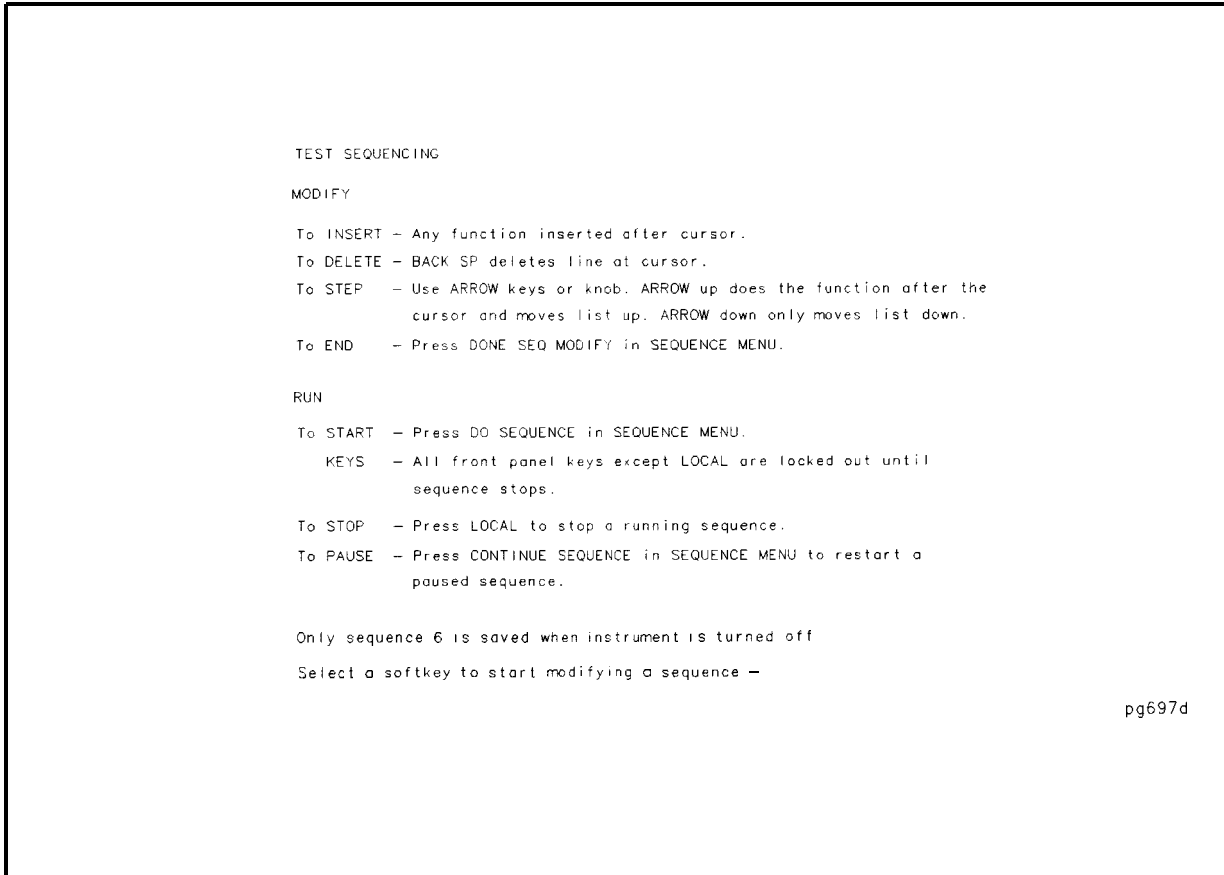 TEST SEQUENCING
MODIFY
To INSERT – Any function inserted after cursor.
To DELETE – BACK SP deletes line at cursor.
To STEP – Use ARROW keys or knob. ARROW up does the function after the
cursor and moves list up. ARROW down only moves list down.
To END – Press DONE SEQ MODIFY in SEQUENCE MENU.
RUN
To START – Press DO SEQUENCE in SEQUENCE MENU.
KEYS – All front panel keys except LOCAL are locked out until
sequence stops.
To STOP – Press LOCAL to stop a running sequence.
To PAUSE – Press CONTINUE SEQUENCE in SEQUENCE MENU to restart a
paused sequence.
Only sequence 6 is saved when instrument is turned off
Select a softkey to start modifying a sequence –
pg697d